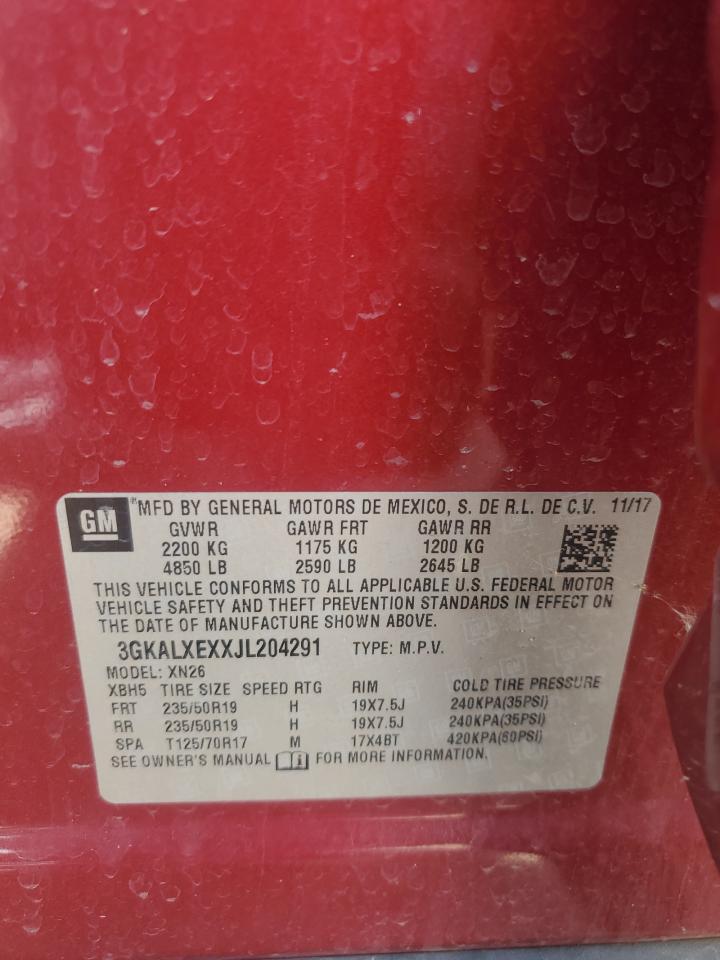 GM
® MFD BY GENERAL MOTORS DE MEXICO, S. DE R.L. DE C.V. 11/17
GVWR GAWR FRT GAWR RR
2200 KG 1175 KG 1200 KG
4850 LB 2590 LB 2645 LB
THIS VEHICLE CONFORMS TO ALL APPLICABLE U.S. FEDERAL MOTOR
VEHICLE SAFETY AND THEFT PREVENTION STANDARDS IN EFFECT ON
THE DATE OF MANUFACTURE SHOWN ABOVE.
3GKALXEXXJL204291 TYPE: M.P.V.
MODEL: XN26
XBH5 TIRE SIZE SPEED RTG RIM COLD TIRE PRESSURE
FRT 235/50R19 H 19X7.5J 240KPA(35PSI)
RR 235/50R19 H 19X7.5J 240KPA(35PSI)
SPA T125/70R17 M 17X4BT 420KPA(60PSI)
SEE OWNER'S MANUAL FOR MORE INFORMATION.